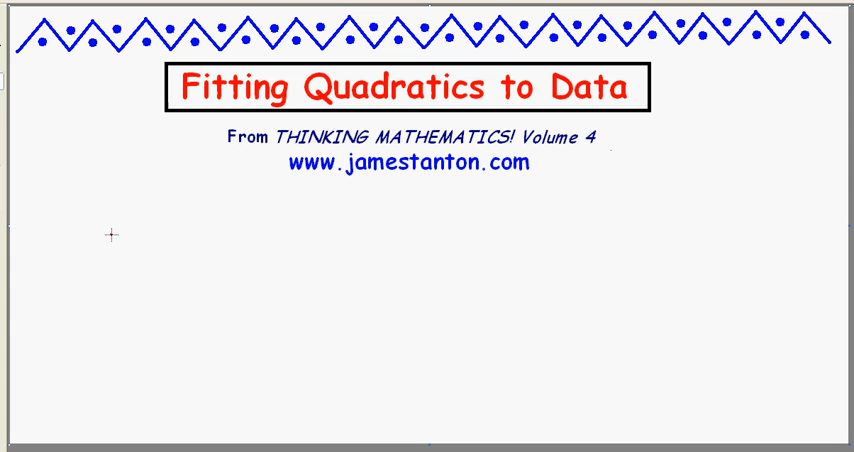 Fitting Quadratics to Data
From THINKING MATHEMATICS! Volume 4
www.jamestanton.com